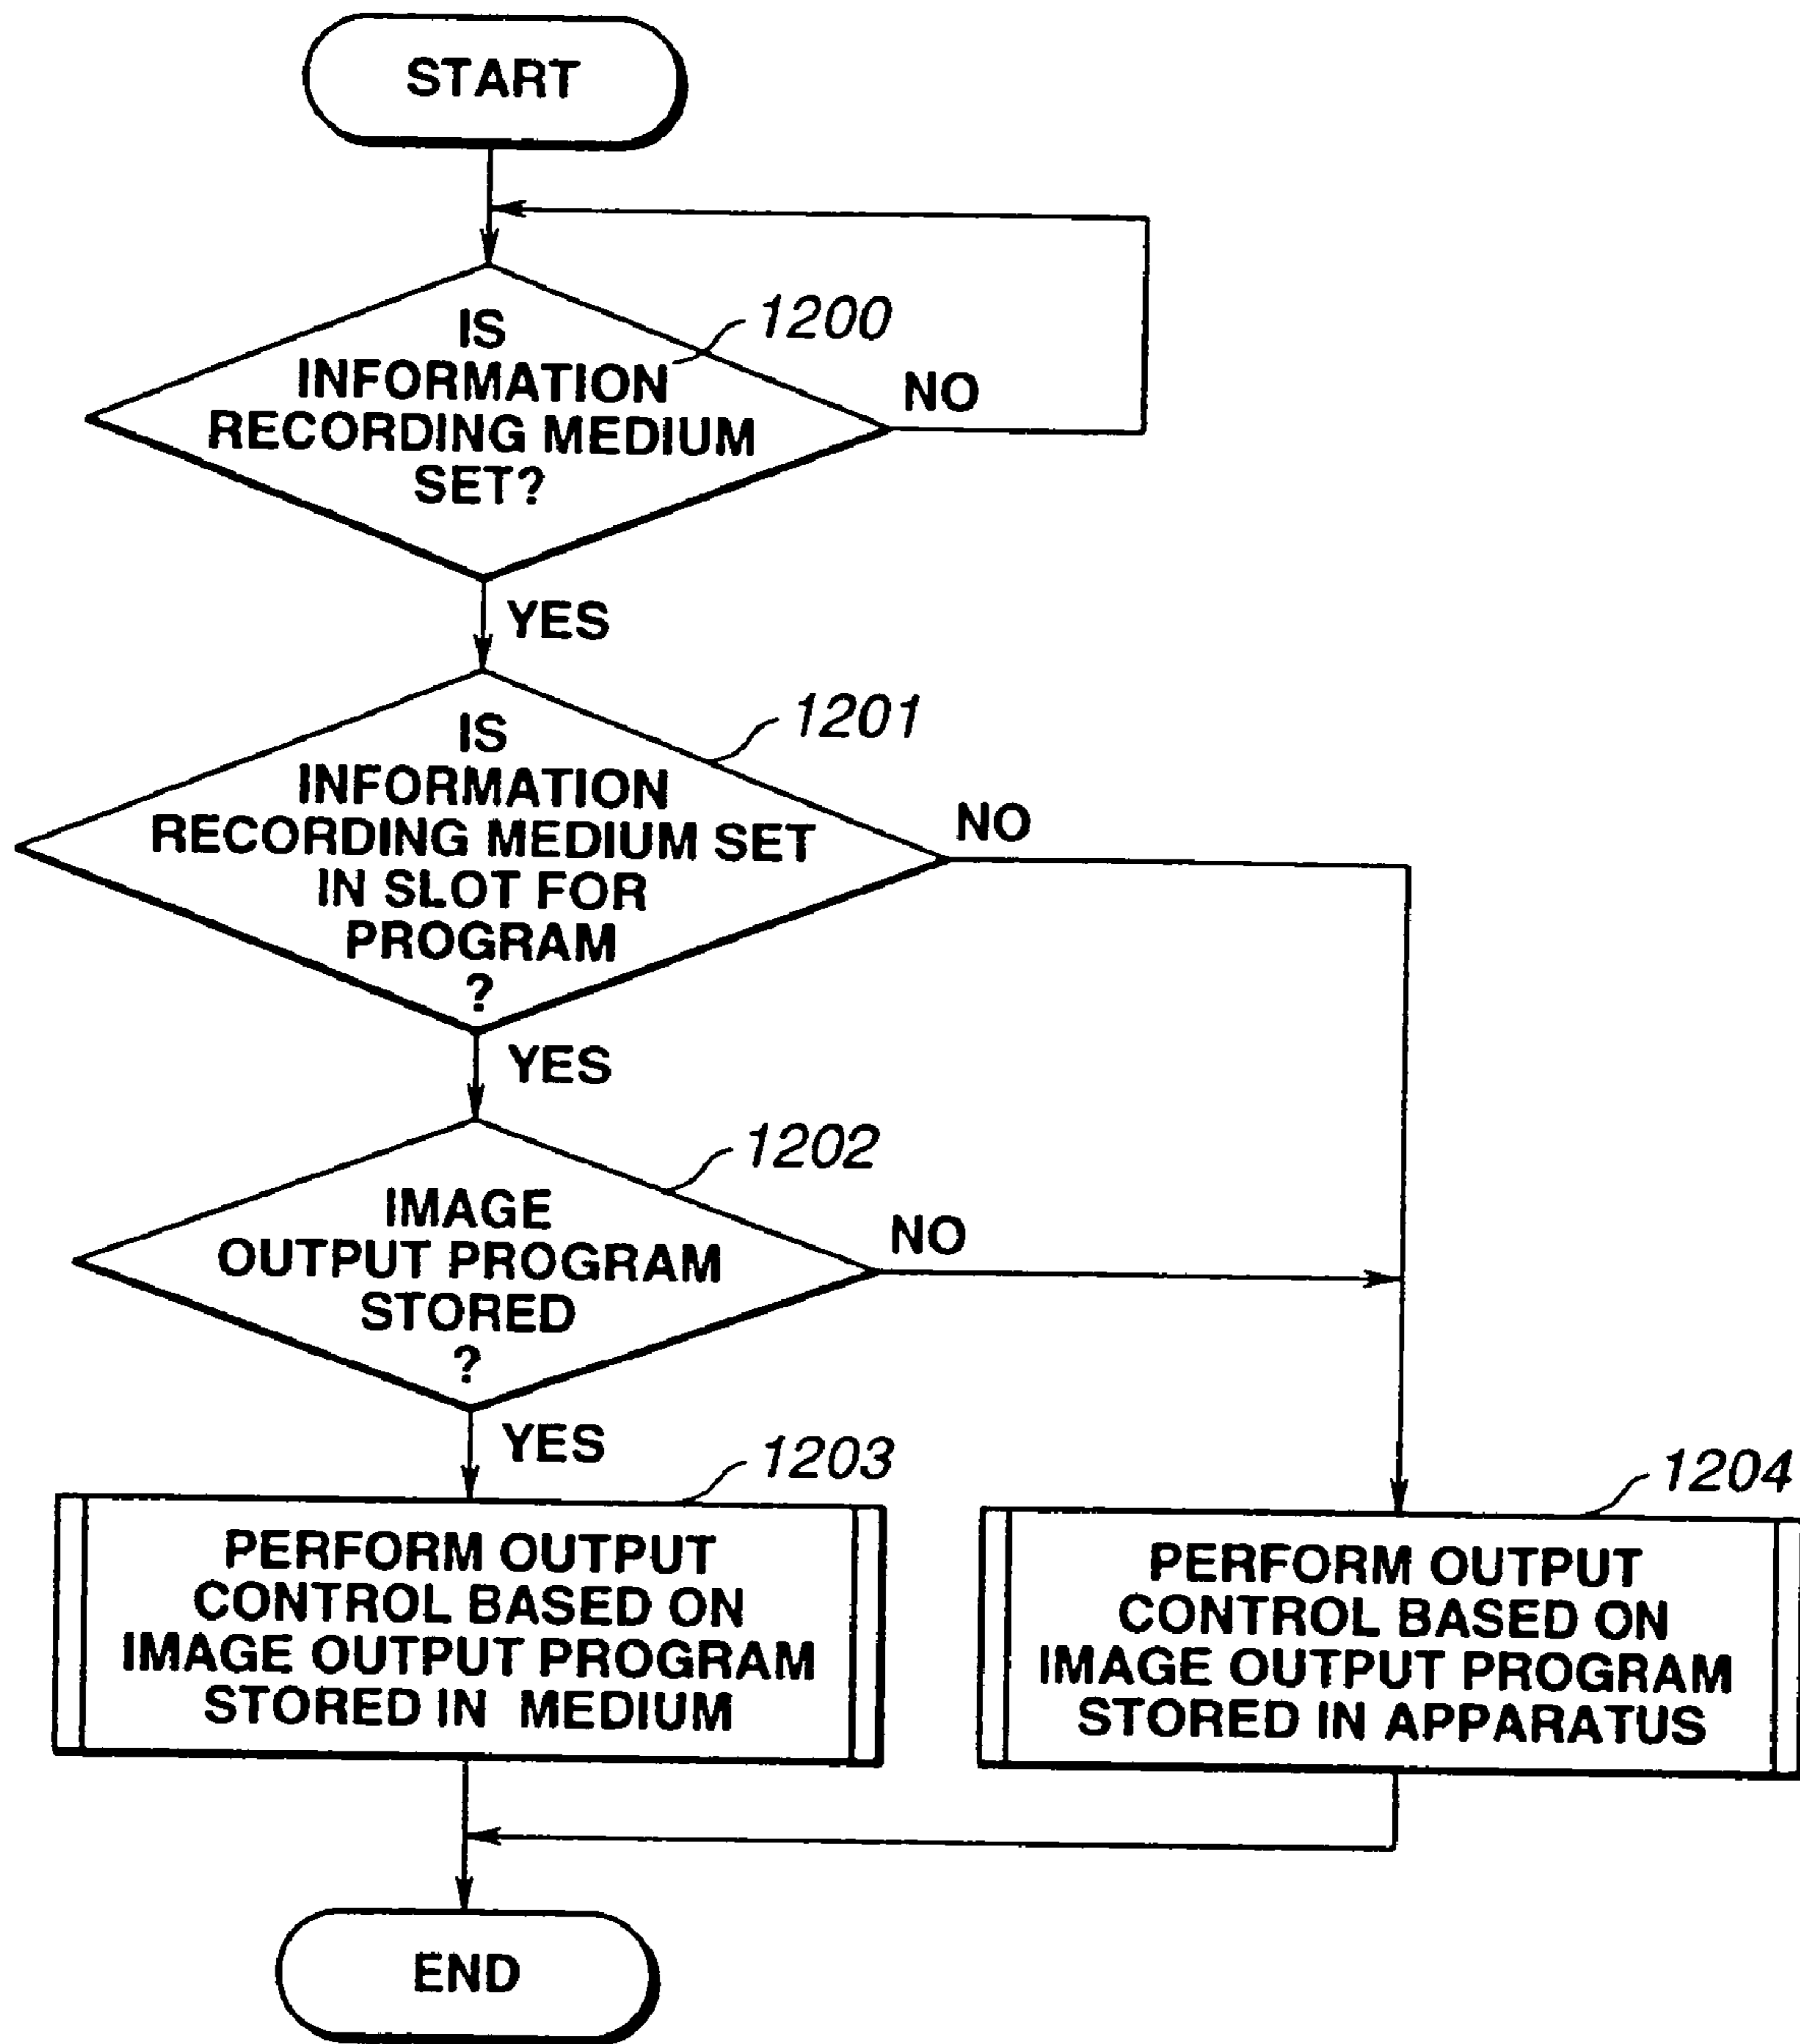 START
1200
IS
INFORMATION
RECORDING MEDIUM
SET?
NO
YES
1201
IS
INFORMATION
RECORDING MEDIUM SET
IN SLOT FOR
PROGRAM
?
NO
YES
1202
IMAGE
OUTPUT PROGRAM
STORED
?
NO
YES
1203
PERFORM OUTPUT
CONTROL BASED ON
IMAGE OUTPUT PROGRAM
STORED IN MEDIUM
1204
PERFORM OUTPUT
CONTROL BASED ON
IMAGE OUTPUT PROGRAM
STORED IN APPARATUS
END